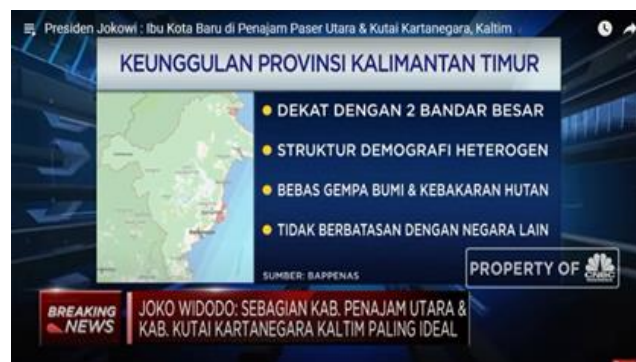 Presiden Jokowi : Ibu Kota Baru di Penajam Paser Utara & Kutai Kartanegara, Kaltim
KEUNGGULAN PROVINSI KALIMANTAN TIMUR
DEKAT DENGAN 2 BANDAR BESAR
STRUKTUR DEMOGRAFI HETEROGEN
BEBAS GEMPA BUMI & KEBAKARAN HUTAN
TIDAK BERBATASAN DENGAN NEGARA LAIN
SUMBER: BAPPENAS
PROPERTY OF
CNBC
BREAKING
NEWS
JOKO WIDODO: SEBAGIAN KAB. PENAJAM UTARA &
KAB. KUTAI KARTANEGARA KALTIM PALING IDEAL